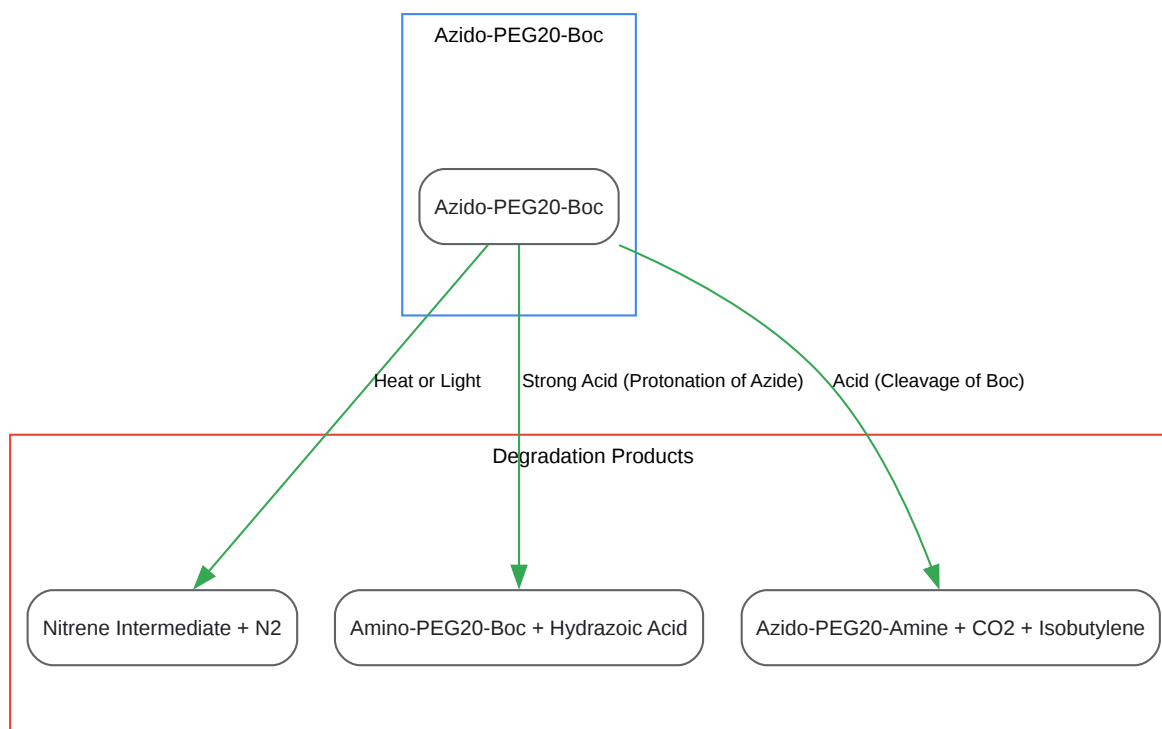 Azido-PEG20-Boc
Azido-PEG20-Boc
Heat or Light
Strong Acid (Protonation of Azide)
Acid (Cleavage of Boc)
Degradation Products
Nitrene Intermediate + N2
Amino-PEG20-Boc + Hydrazoic Acid
Azido-PEG20-Amine + CO2 + Isobutylene